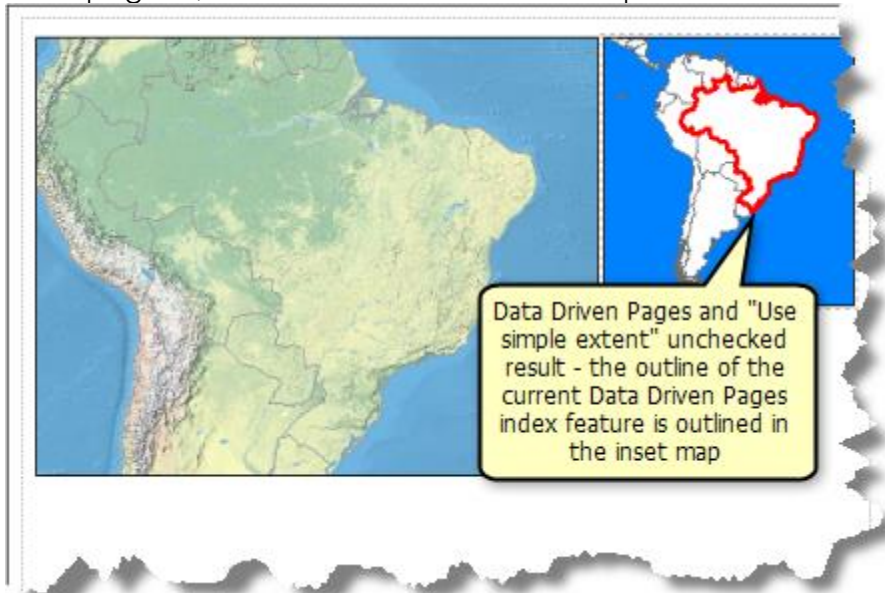 Data Driven Pages and "Use
simple extent" unchecked
result - the outline of the
current Data Driven Pages
index feature is outlined in
the inset map